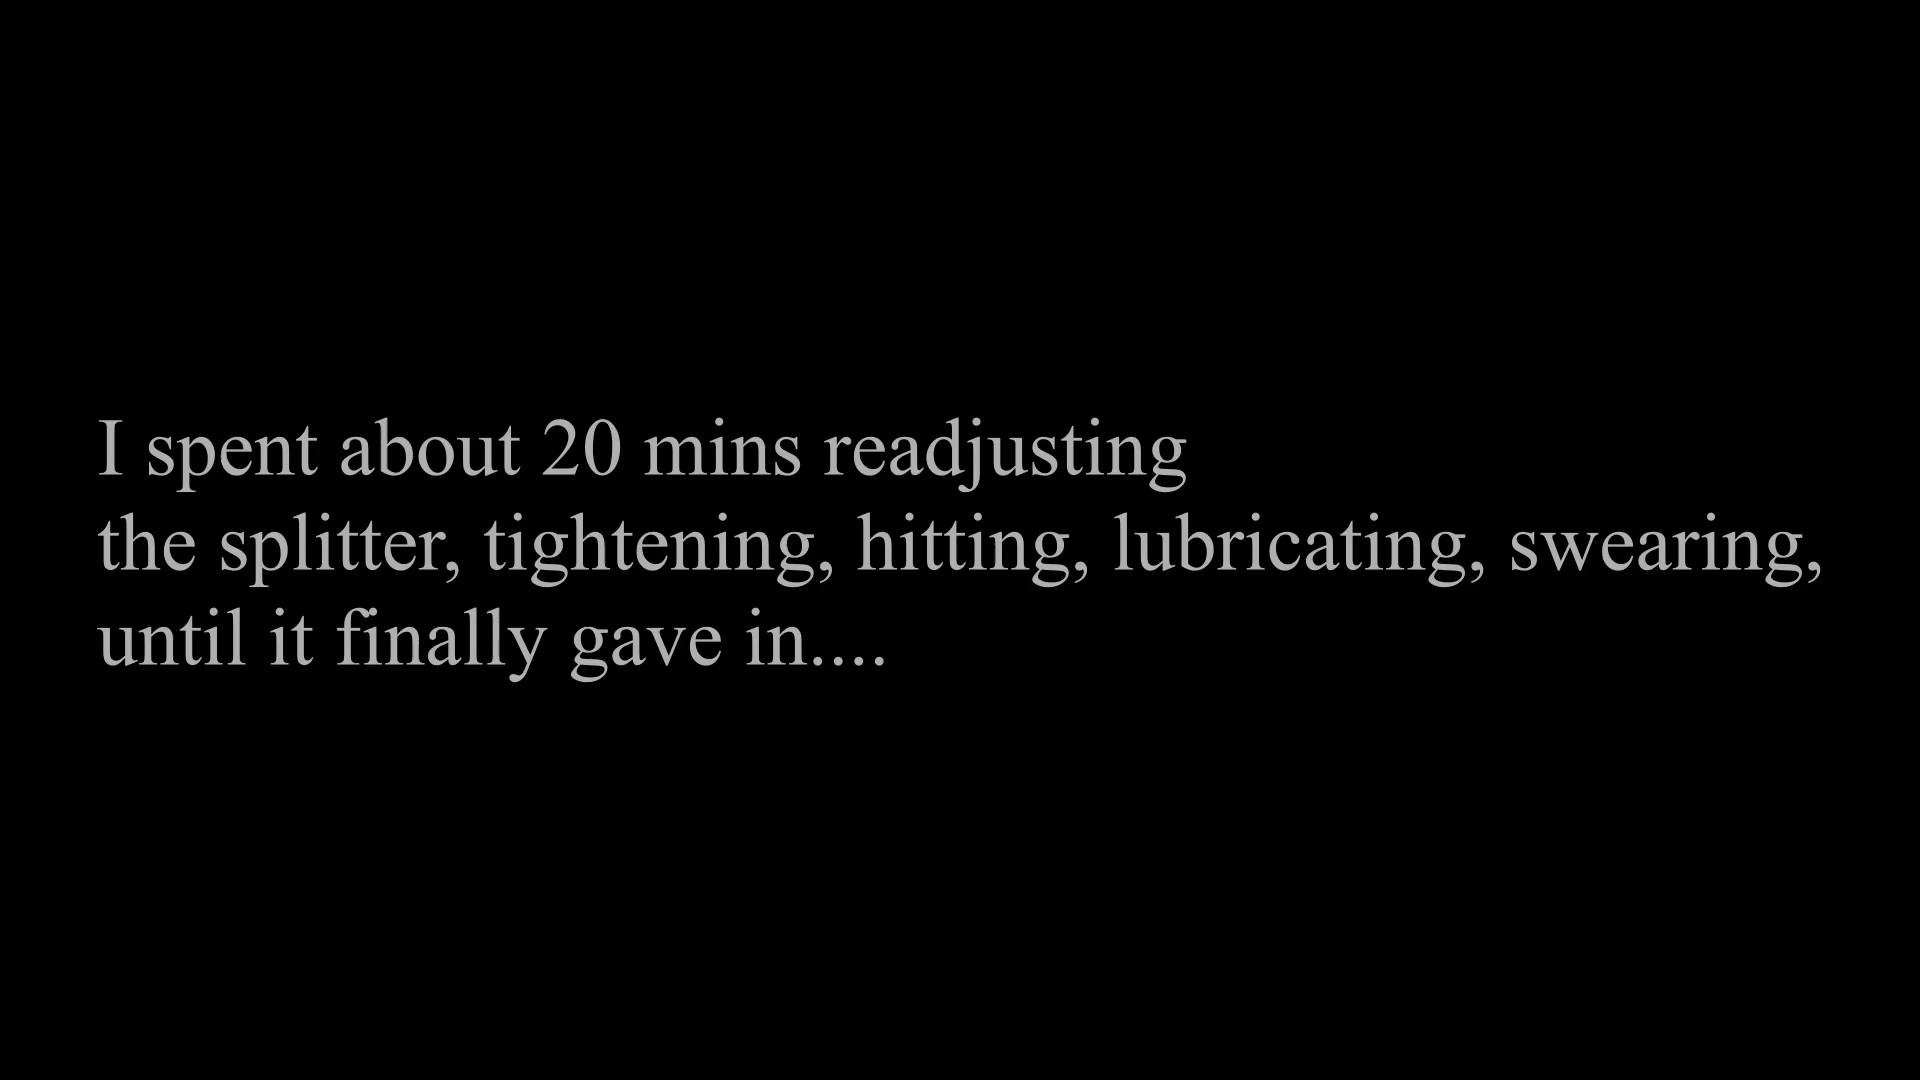 I spent about 20 mins readjusting
the splitter, tightening, hitting, lubricating, swearing,
until it finally gave in....